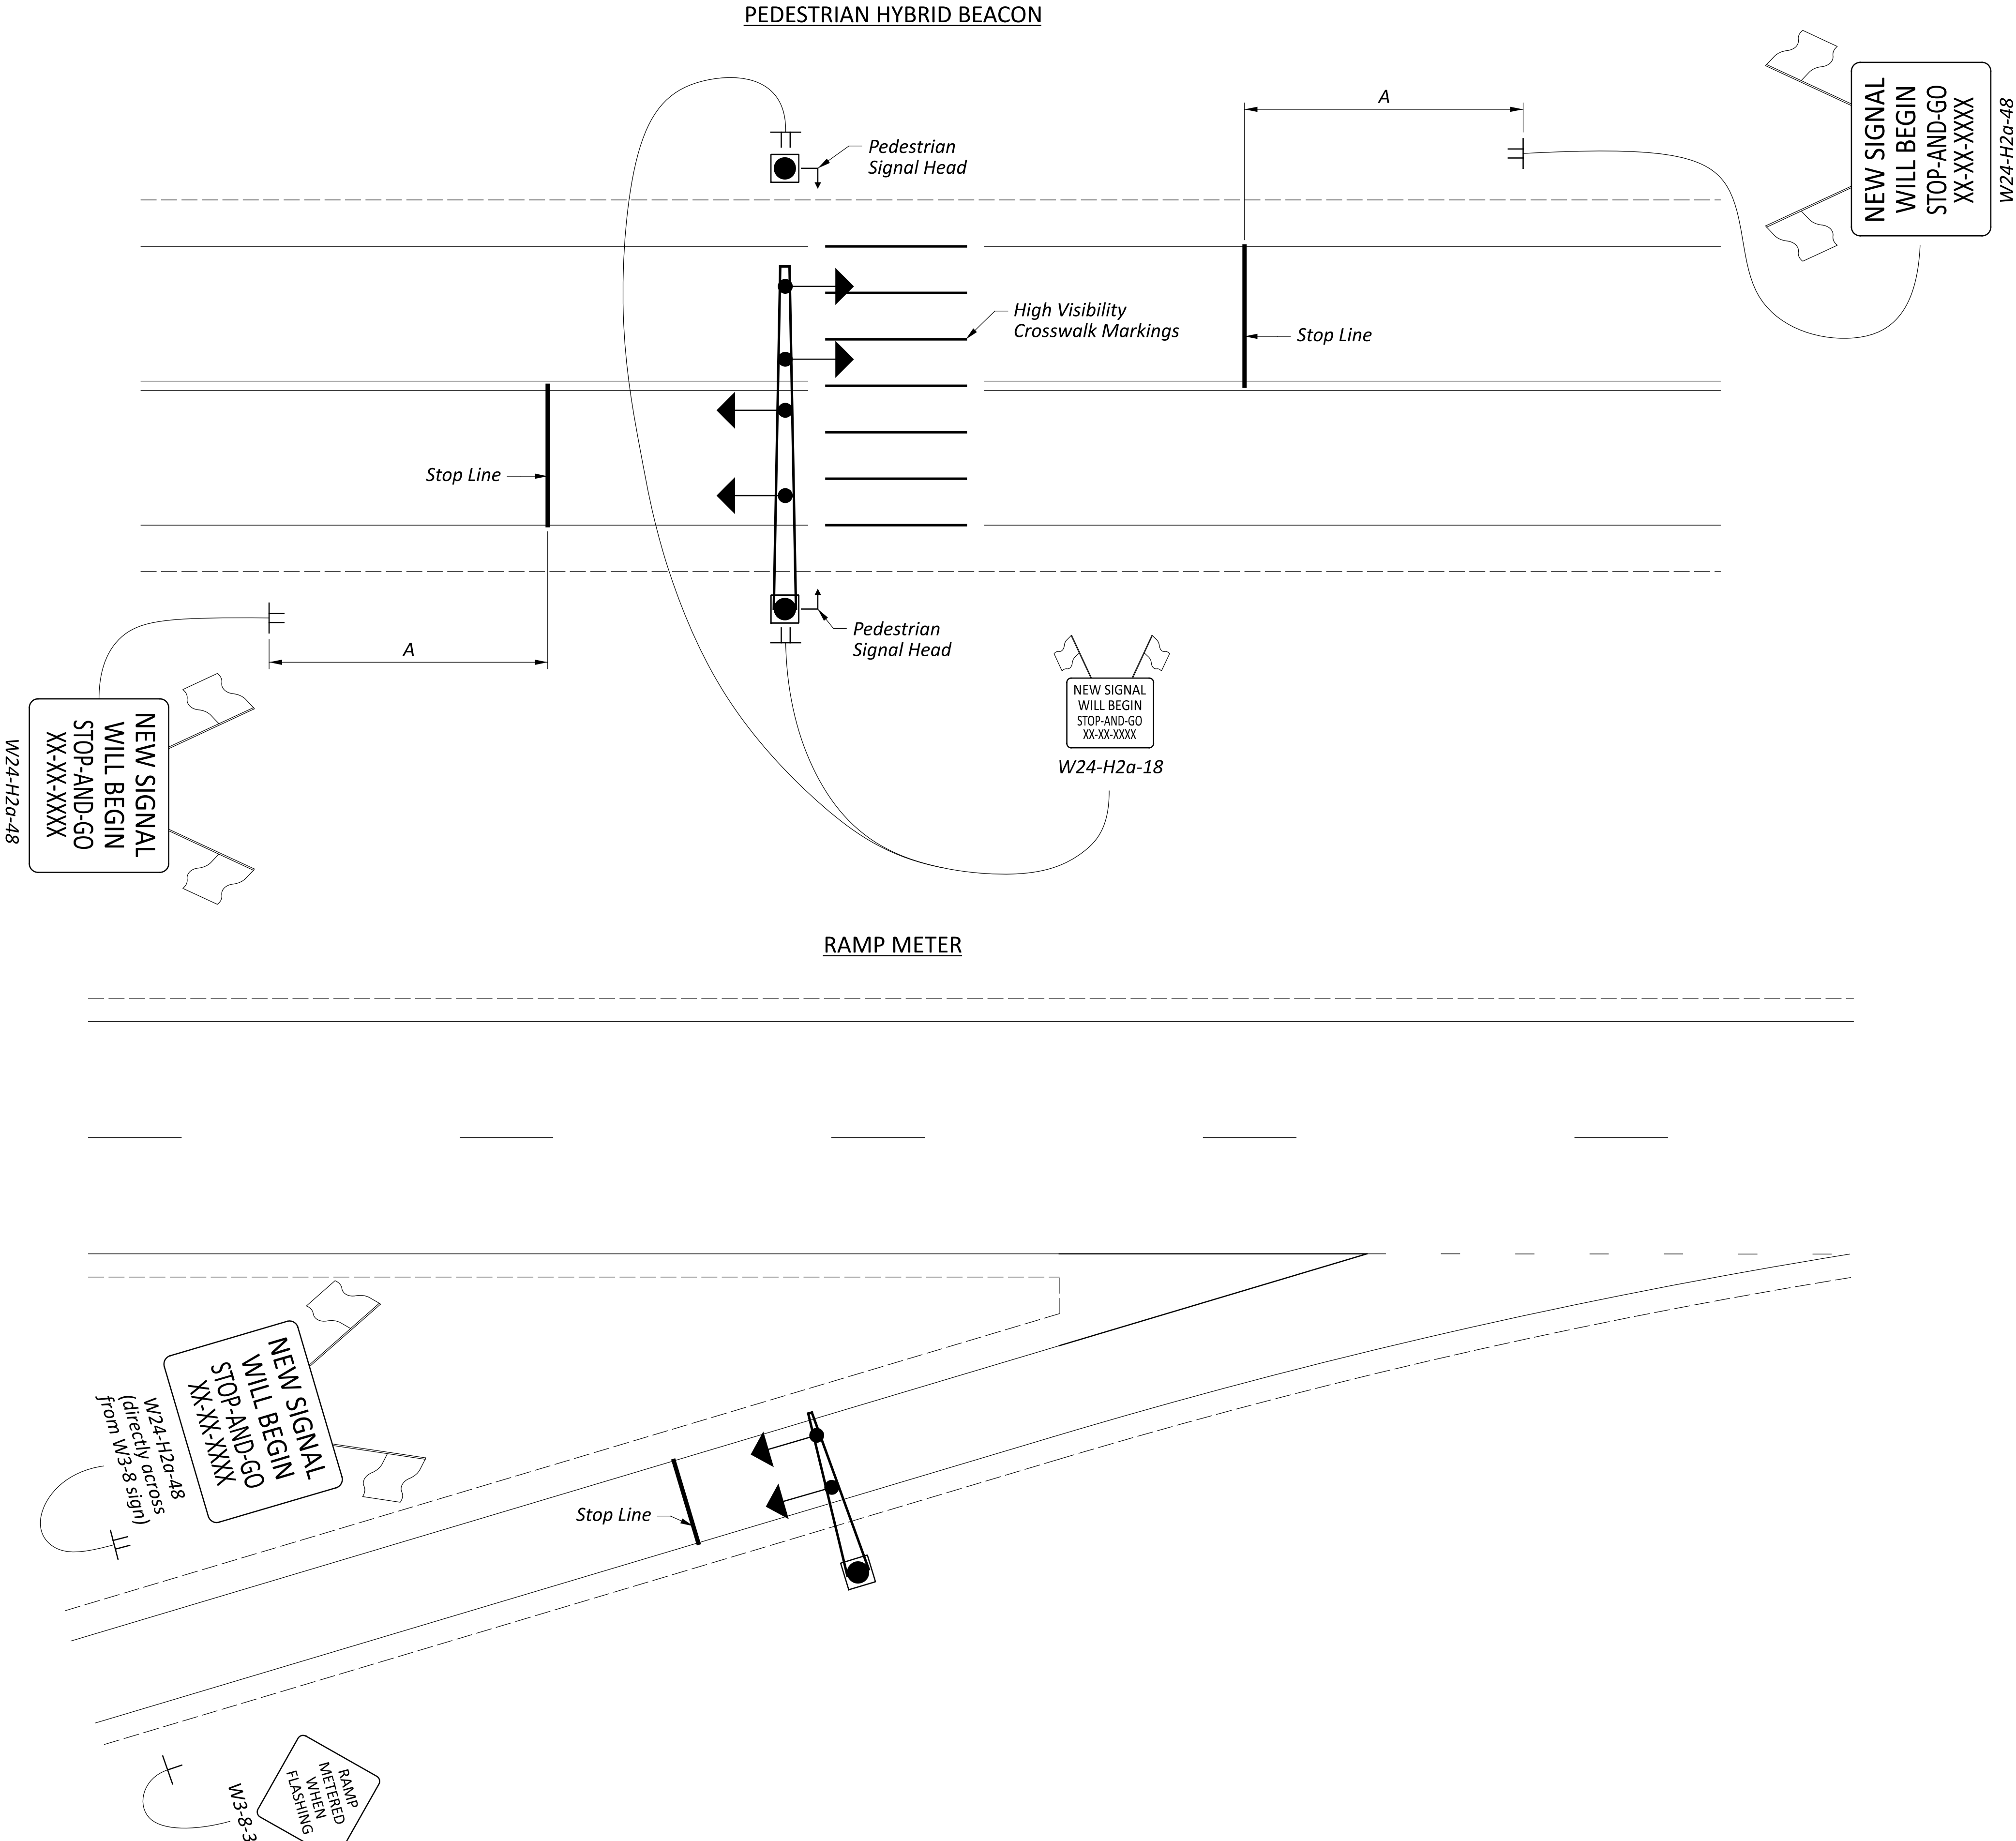 PEDESTRIAN HYBRID BEACON
A
NEW SIGNAL
WILL BEGIN
STOP-AND-GO
XX-XX-XXXX
W24-H2a-48
Pedestrian
Signal Head
High Visibility
Crosswalk Markings
Stop Line
Stop Line
Pedestrian
Signal Head
A
NEW SIGNAL
WILL BEGIN
STOP-AND-GO
XX-XX-XXXX
W24-H2a-18
NEW SIGNAL
WILL BEGIN
STOP-AND-GO
XX-XX-XXXX
W24-H2a-48
RAMP METER
NEW SIGNAL
WILL BEGIN
STOP-AND-GO
XX-XX-XXXX
W24-H2a-48
(directly across
from W3-8 sign)
Stop Line
RAMP
METERED
WHEN
FLASHING
W3-8-3